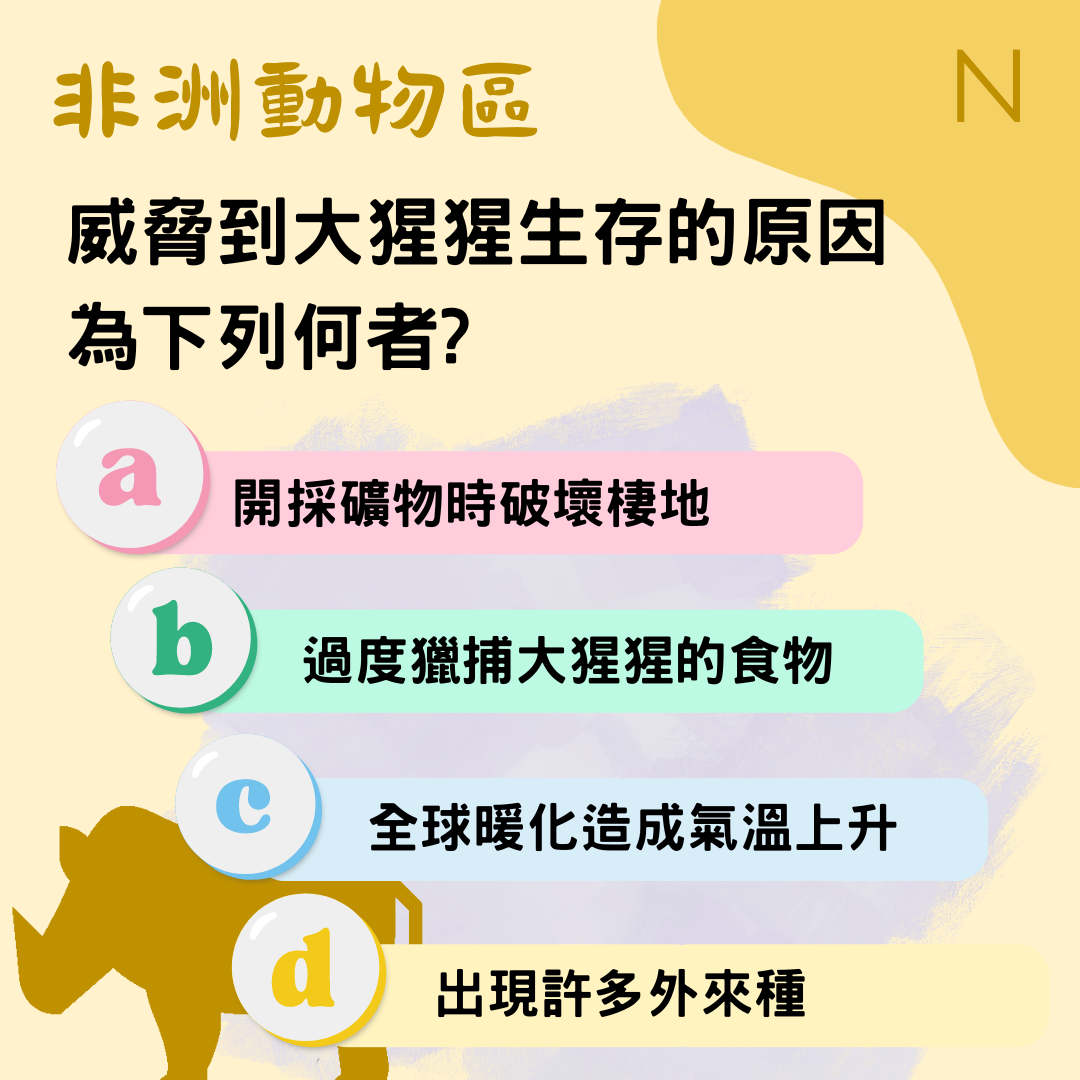 非洲動物區
N
威脅到大猩猩生存的原因
為下列何者?
a
開採礦物時破壞棲地
b
過度獵捕大猩猩的食物
c
全球暖化造成氣溫上升
d
出現許多外來種